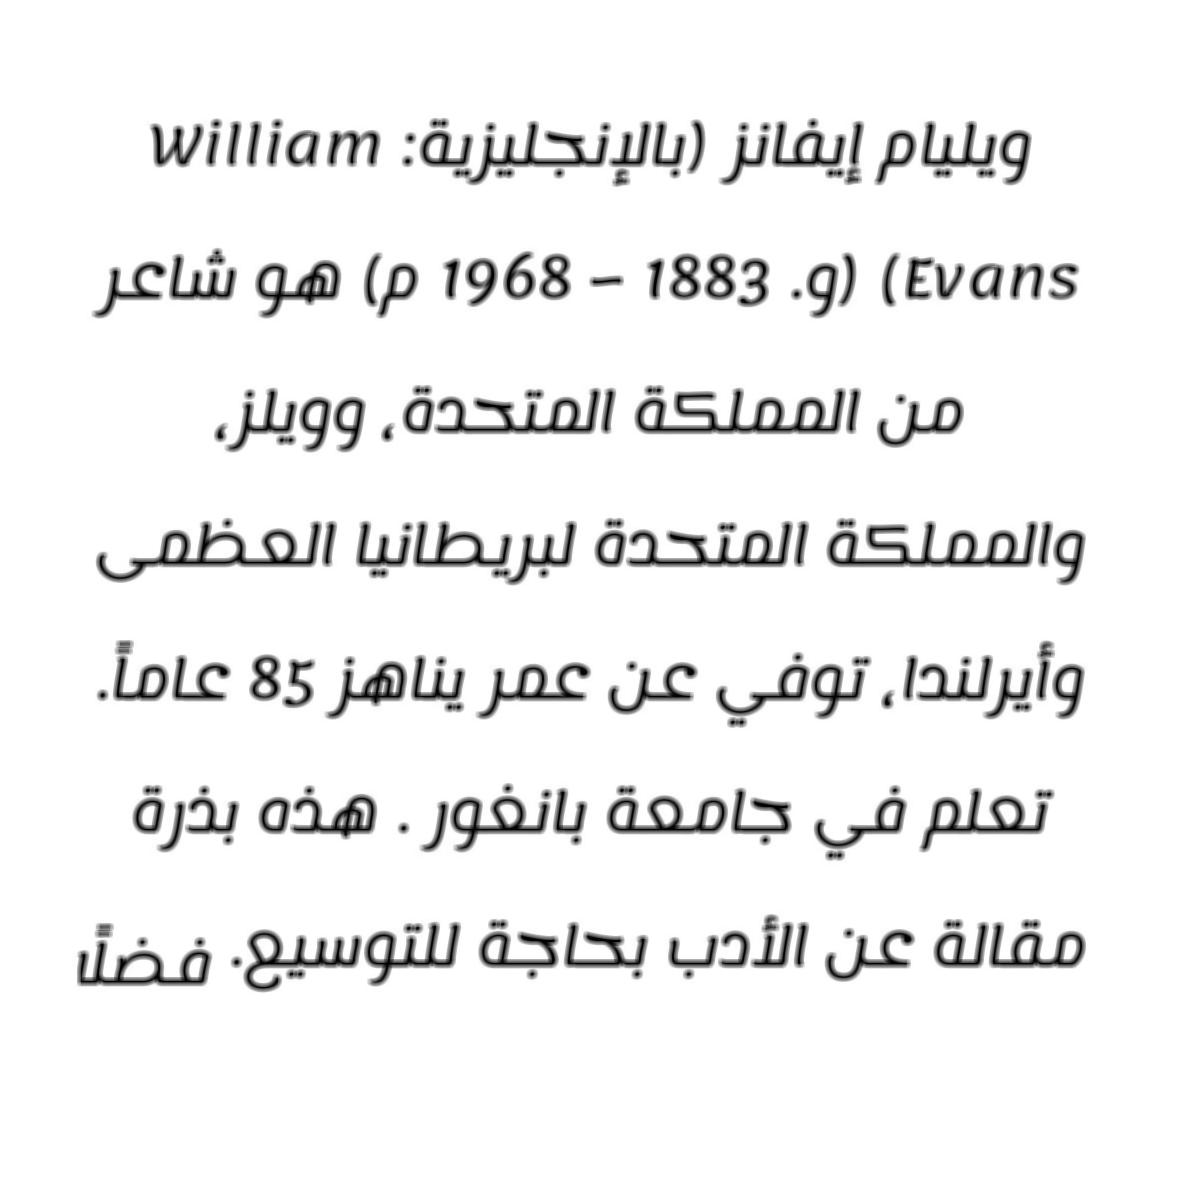 ويليام إيفانز (بالإنجليزية: William
Evans) (و. 1883 – 1968 م) هو شاعر
من المملكة المتحدة، وويلز،
والمملكة المتحدة لبريطانيا العظمى
وأيرلندا، توفي عن عمر يناهز 85 عاماً.
تعلم في جامعة بانغور . هذه بذرة
مقالة عن الأدب بحاجة للتوسيع. فضلًا